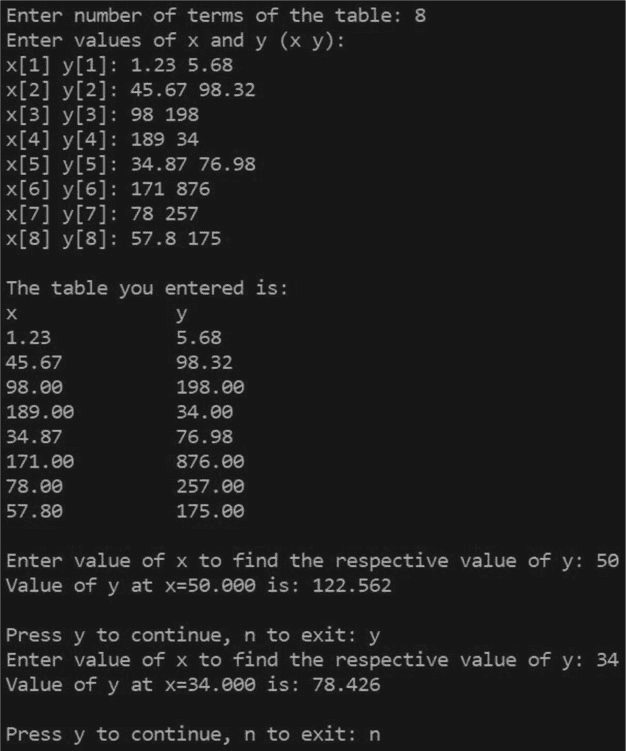 Enter number of terms of the table: 8
Enter values of x and y (x y):
x[1] y[1]: 1.23 5.68
x[2] y[2]: 45.67 98.32
x[3] y[3]: 98 198
x[4] y[4]: 189 34
x[5] y[5]: 34.87 76.98
x[6] y[6]: 171 876
x[7] y[7]: 78 257
x[8] y[8]: 57.8 175
The table you entered is:
x y
1.23 5.68
45.67 98.32
98.00 198.00
189.00 34.00
34.87 76.98
171.00 876.00
78.00 257.00
57.80 175.00
Enter value of x to find the respective value of y: 50
Value of y at x=50.000 is: 122.562
Press y to continue, n to exit: y
Enter value of x to find the respective value of y: 34
Value of y at x=34.000 is: 78.426
Press y to continue, n to exit: n